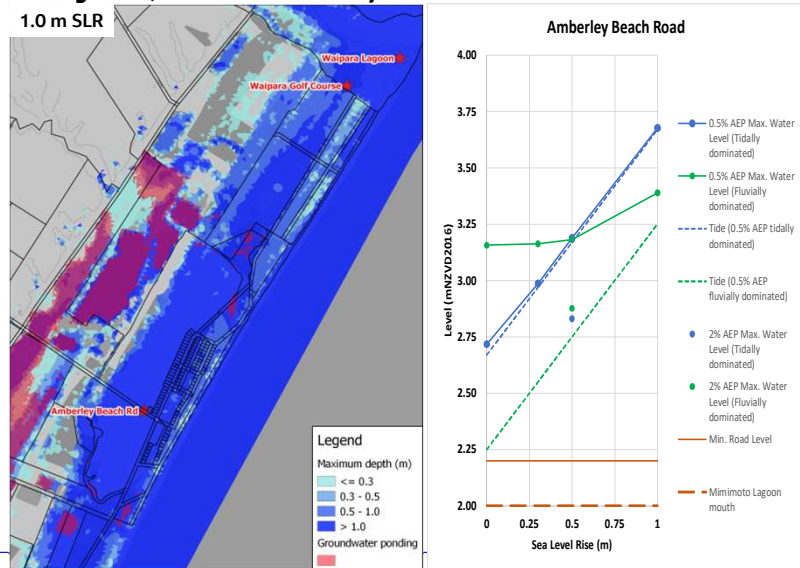 1.0 m SLR
Waipara Lagoon
Waipara Golf Course
Amberley Beach Rd
Legend
Maximum depth (m)
<= 0.3
0.3 - 0.5
0.5 - 1.0
> 1.0
Groundwater ponding
Amberley Beach Road
4.00
3.75
3.50
3.25
3.00
2.75
2.50
2.25
2.00
Level (mNZVD2016)
0
0.25
0.5
0.75
1
Sea Level Rise (m)
0.5% AEP Max. Water
Level (Tidally
dominated)
0.5% AEP Max. Water
Level (Fluvially
dominated)
Tide (0.5% AEP tidally
dominated)
Tide (0.5% AEP
fluvially dominated)
2% AEP Max. Water
Level (Tidally
dominated)
2% AEP Max. Water
Level (Fluvially
dominated)
Min. Road Level
Mimimoto Lagoon
mouth